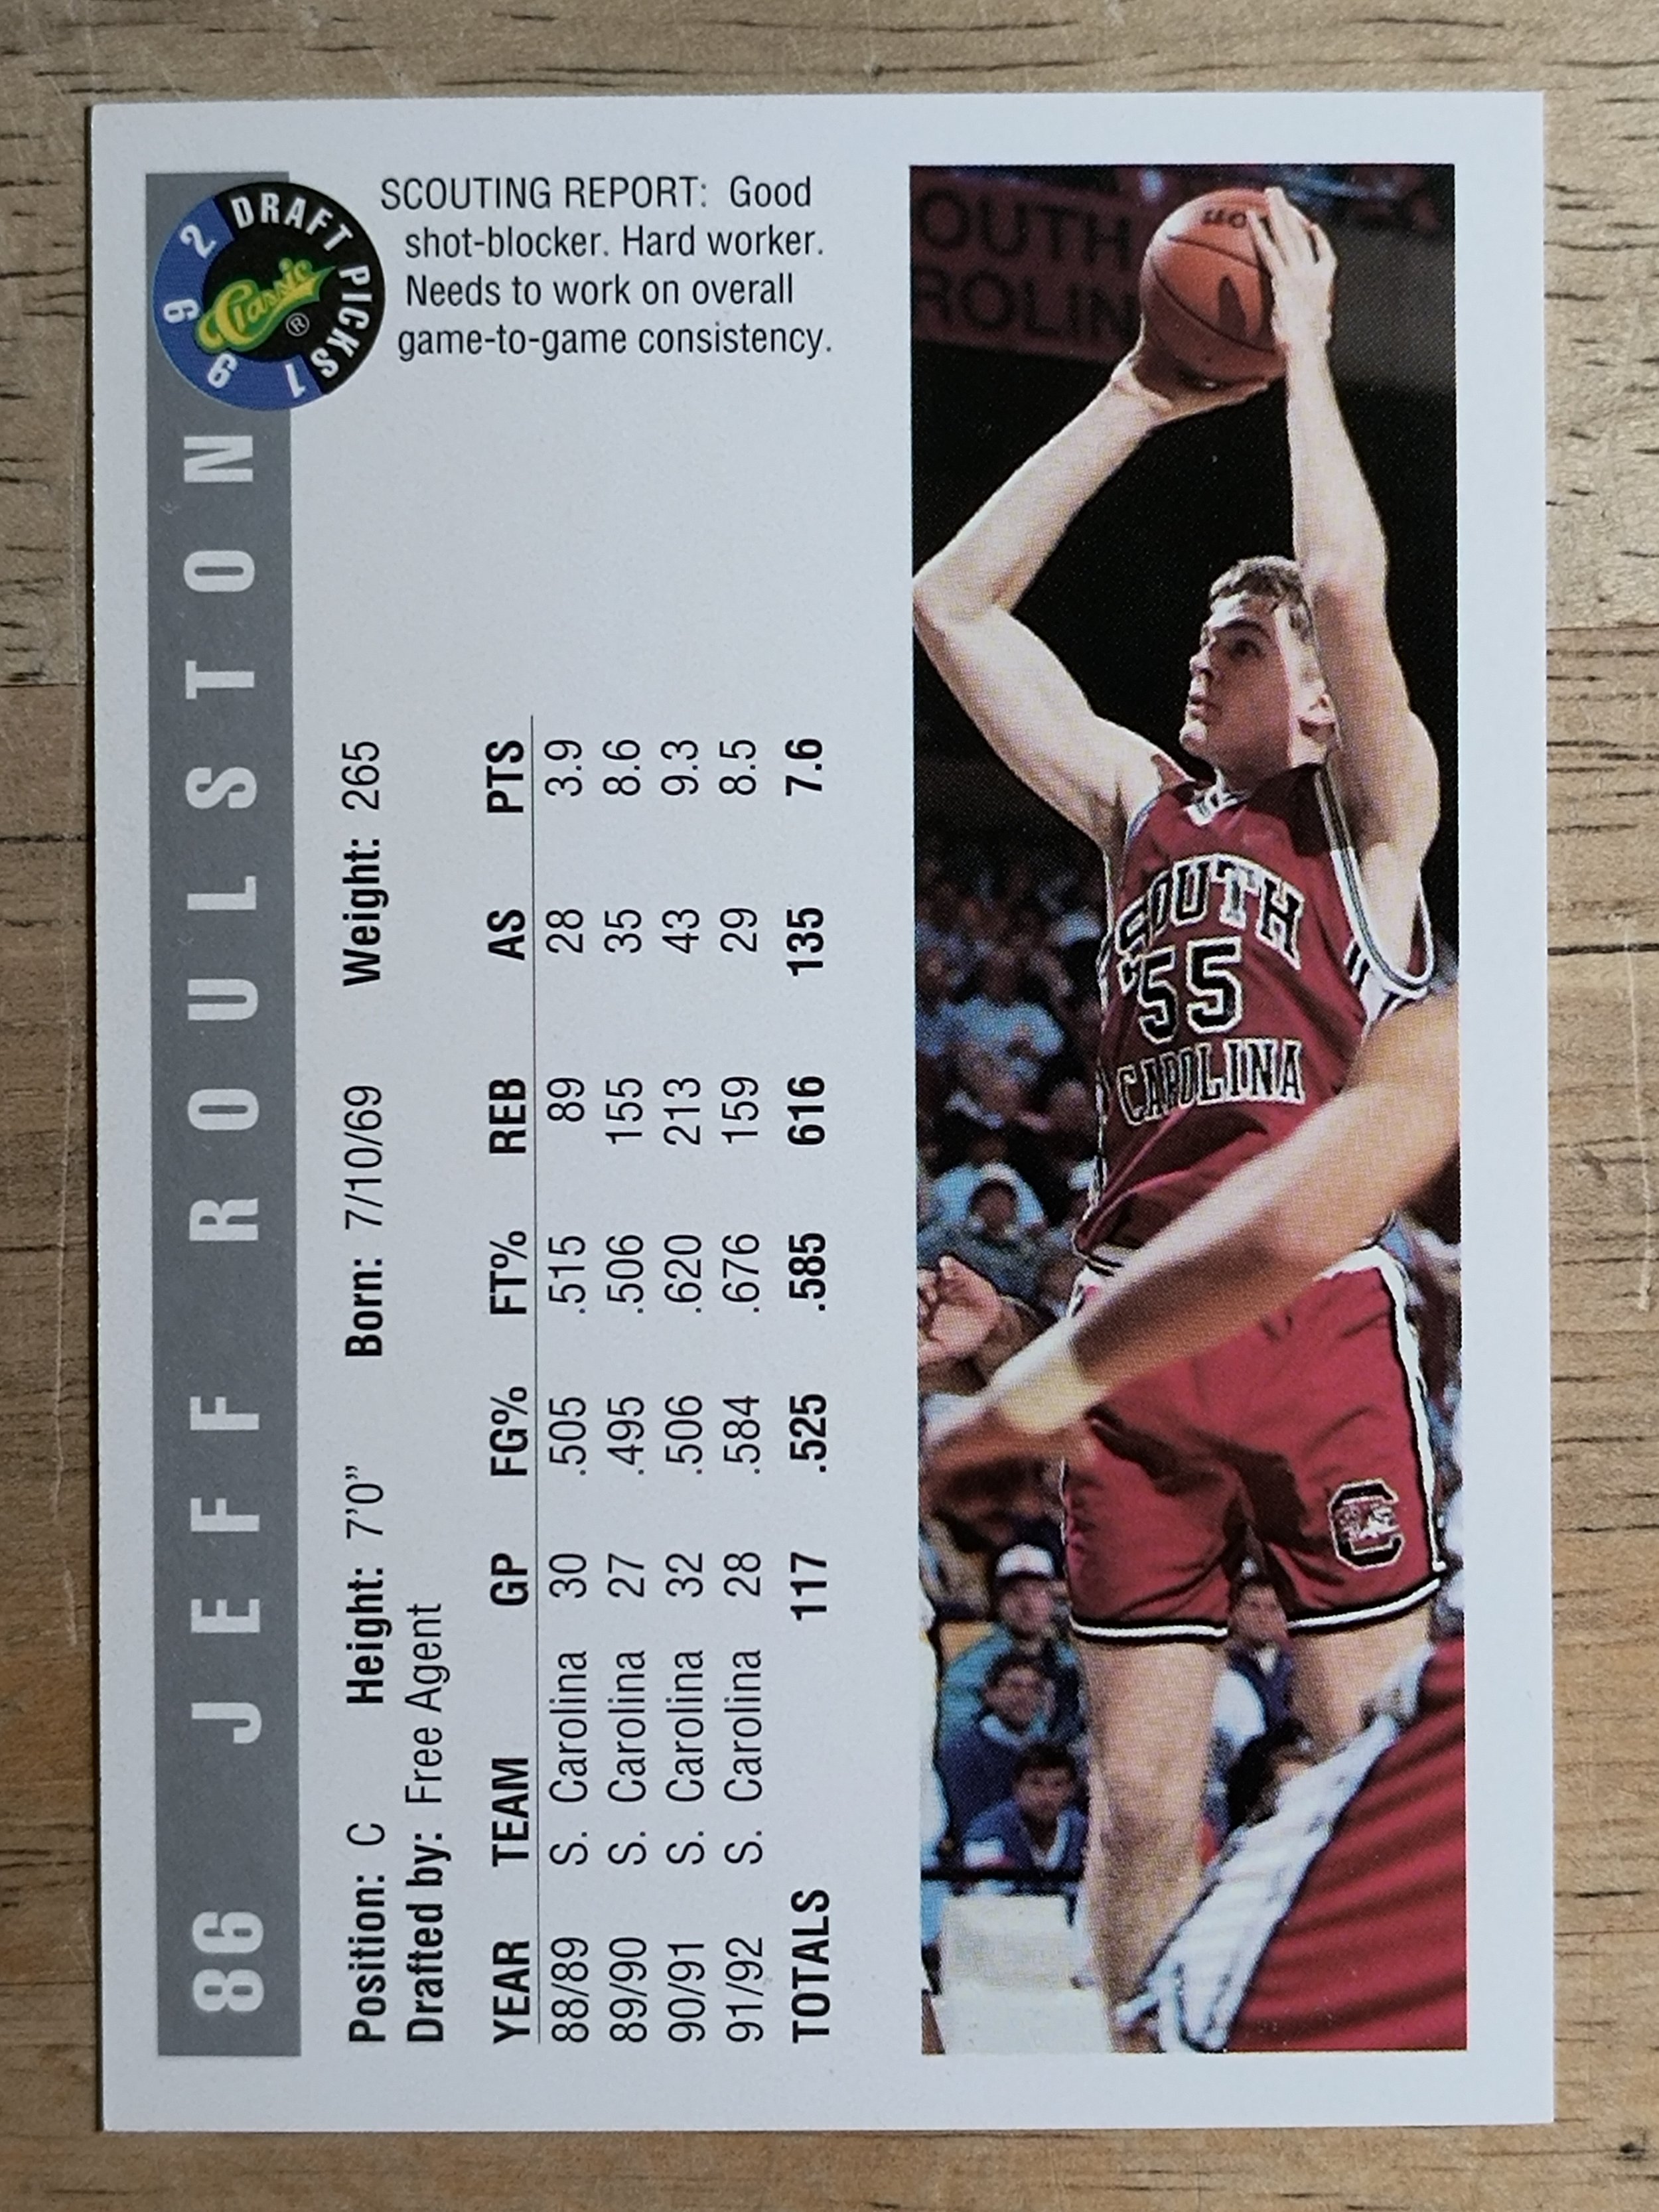 86 JEFF ROULSTON
1992 DRAFT PICKS
Classic ®
SCOUTING REPORT: Good
shot-blocker. Hard worker.
Needs to work on overall
game-to-game consistency.
Position: C Height: 7'0" Born: 7/10/69 Weight: 265
Drafted by: Free Agent
YEAR TEAM GP FG% FT% REB AS PTS
88/89 S. Carolina 30 .505 .515 89 28 3.9
89/90 S. Carolina 27 .495 .506 155 35 8.6
90/91 S. Carolina 32 .506 .620 213 43 9.3
91/92 S. Carolina 28 .584 .676 159 29 8.5
TOTALS 117 .525 .585 616 135 7.6
OUTH
ROLIN
SOUTH
55
CAROLINA